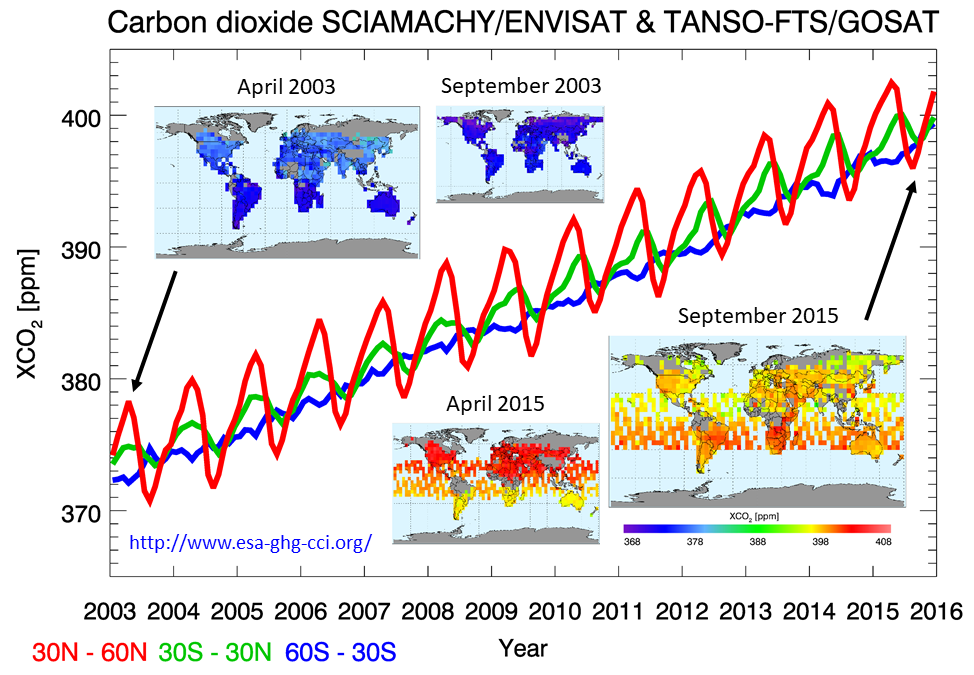 Carbon dioxide SCIAMACHY/ENVISAT & TANSO-FTS/GOSAT
April 2003
September 2003
400
390
380
370
XCO2 [ppm]
September 2015
April 2015
XCO2 [ppm]
368 378 388 398 408
http://www.esa-ghg-cci.org/
2003 2004 2005 2006 2007 2008 2009 2010 2011 2012 2013 2014 2015 2016
Year
30N - 60N 30S - 30N 60S - 30S